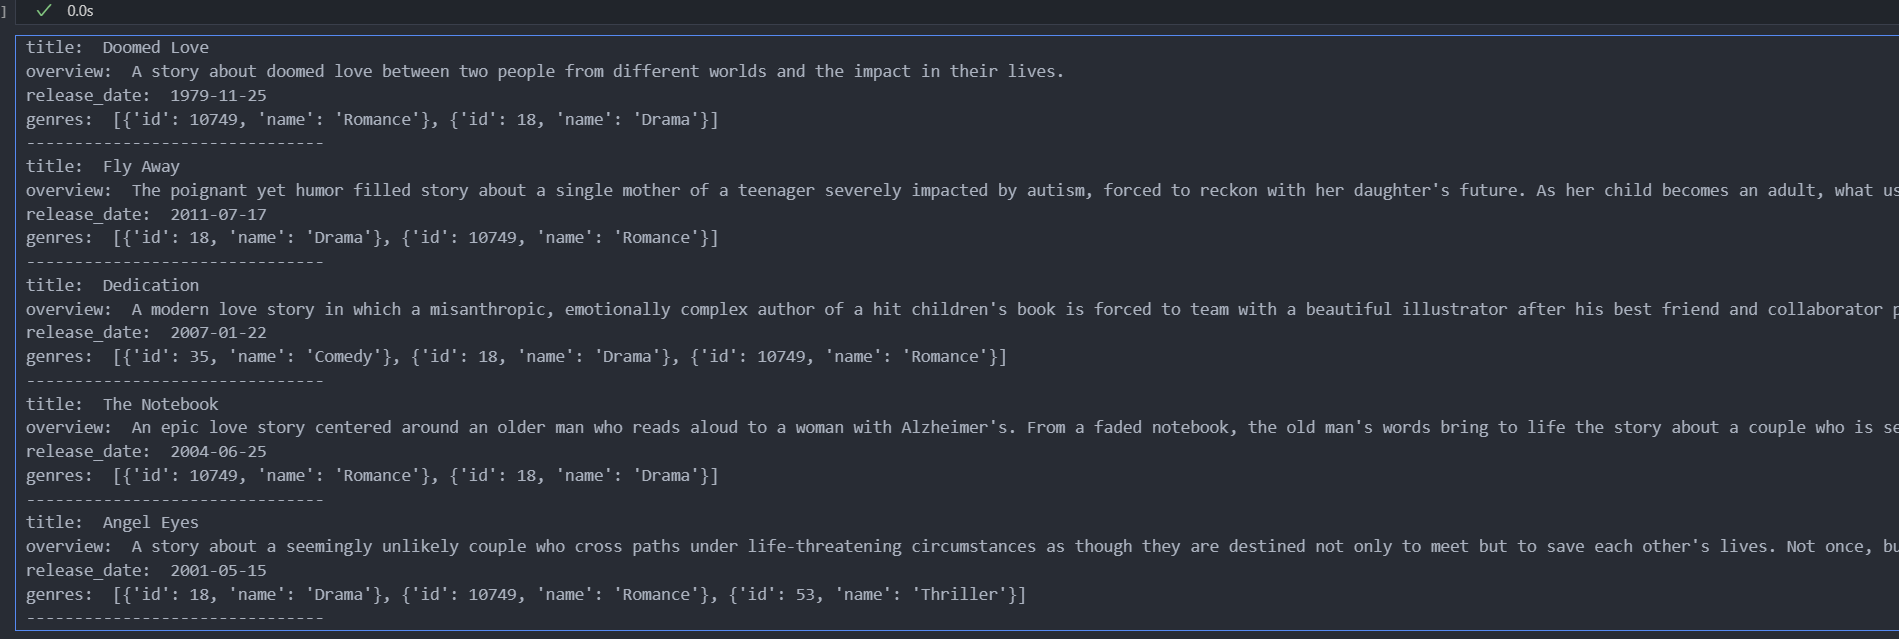 ]
0.0s
title:  Doomed Love
overview:  A story about doomed love between two people from different worlds and the impact in their lives.
release_date:  1979-11-25
genres:  [{'id': 10749, 'name': 'Romance'}, {'id': 18, 'name': 'Drama'}]
-------------------------------
title:  Fly Away
overview:  The poignant yet humor filled story about a single mother of a teenager severely impacted by autism, forced to reckon with her daughter's future. As her child becomes an adult, what us
release_date:  2011-07-17
genres:  [{'id': 18, 'name': 'Drama'}, {'id': 10749, 'name': 'Romance'}]
-------------------------------
title:  Dedication
overview:  A modern love story in which a misanthropic, emotionally complex author of a hit children's book is forced to team with a beautiful illustrator after his best friend and collaborator p
release_date:  2007-01-22
genres:  [{'id': 35, 'name': 'Comedy'}, {'id': 18, 'name': 'Drama'}, {'id': 10749, 'name': 'Romance'}]
-------------------------------
title:  The Notebook
overview:  An epic love story centered around an older man who reads aloud to a woman with Alzheimer's. From a faded notebook, the old man's words bring to life the story about a couple who is se
release_date:  2004-06-25
genres:  [{'id': 10749, 'name': 'Romance'}, {'id': 18, 'name': 'Drama'}]
-------------------------------
title:  Angel Eyes
overview:  A story about a seemingly unlikely couple who cross paths under life-threatening circumstances as though they are destined not only to meet but to save each other's lives. Not once, bu
release_date:  2001-05-15
genres:  [{'id': 18, 'name': 'Drama'}, {'id': 10749, 'name': 'Romance'}, {'id': 53, 'name': 'Thriller'}]
-------------------------------